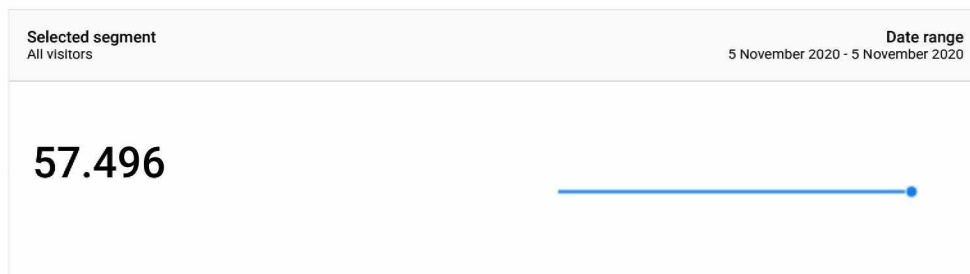 Selected segment
All visitors
Date range
5 November 2020 - 5 November 2020
57.496